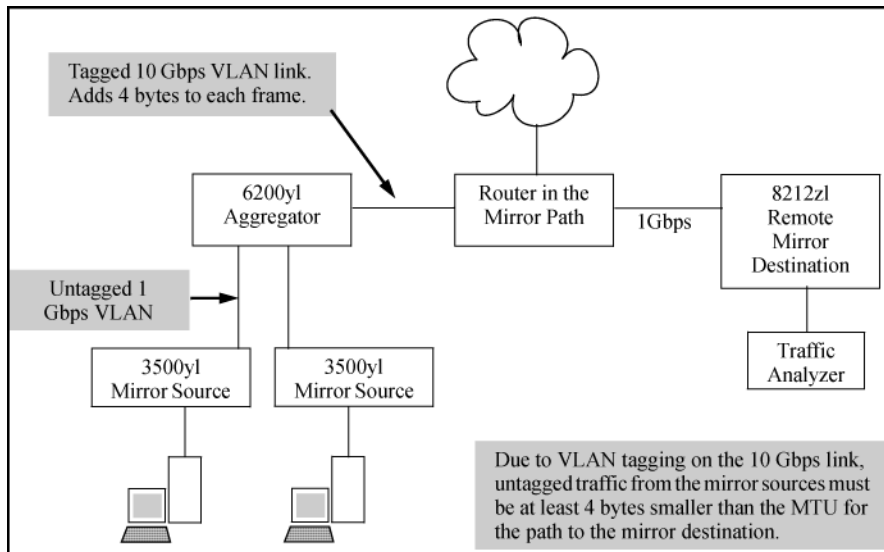 Tagged 10 Gbps VLAN link.
Adds 4 bytes to each frame.
6200yl
Aggregator
Router in the
Mirror Path
1Gbps
8212zl
Remote
Mirror
Destination
Untagged 1
Gbps VLAN
3500yl
Mirror Source
3500yl
Mirror Source
Traffic
Analyzer
Due to VLAN tagging on the 10 Gbps link,
untagged traffic from the mirror sources must
be at least 4 bytes smaller than the MTU for
the path to the mirror destination.